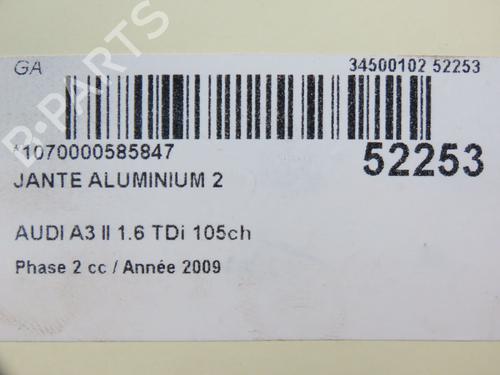 GA
34500102 52253
*1070000585847
52253
JANTE ALUMINIUM 2
AUDI A3 II 1.6 TDi 105ch
Phase 2 cc / Année 2009
B-PARTS